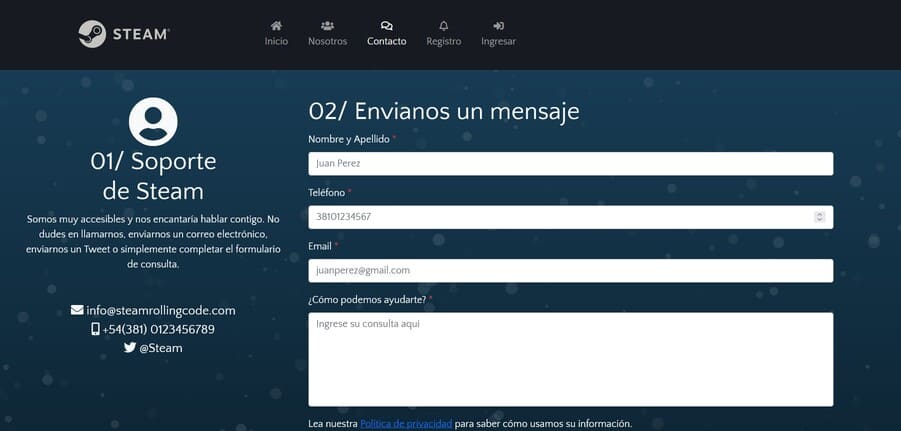 STEAM®
Inicio
Nosotros
Contacto
Registro
Ingresar
01/ Soporte
de Steam
Somos muy accesibles y nos encantaría hablar contigo. No
dudes en llamarnos, enviarnos un correo electrónico,
enviarnos un Tweet o simplemente completar el formulario
de consulta.
info@steamrollingcode.com
+54(381) 0123456789
@Steam
02/ Envianos un mensaje
Nombre y Apellido *
Juan Perez
Teléfono *
38101234567
Email *
juanperez@gmail.com
¿Cómo podemos ayudarte? *
Ingrese su consulta aqui
Lea nuestra Política de privacidad para saber cómo usamos su información.